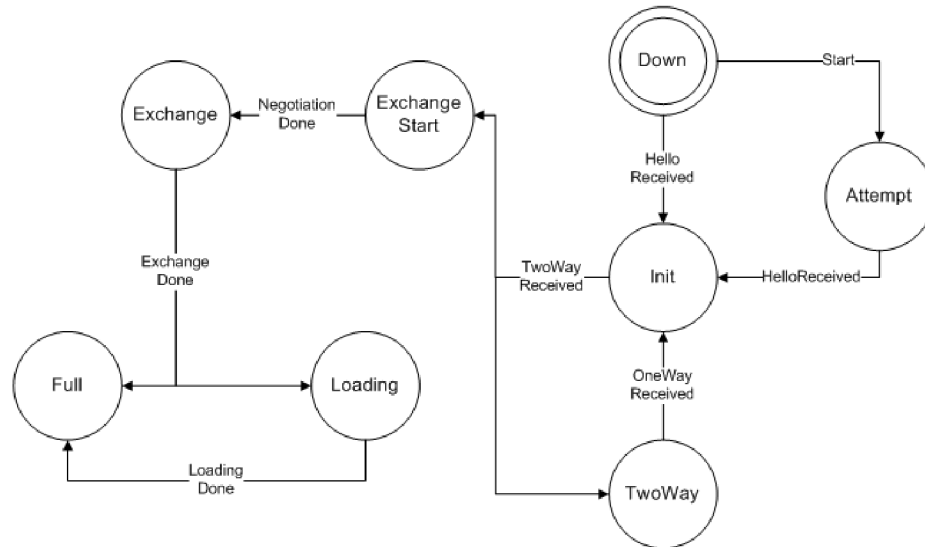 Down
Start
Exchange
Negotiation
Done
Exchange
Start
Hello
Received
Attempt
Exchange
Done
TwoWay
Received
Init
HelloReceived
Full
Loading
OneWay
Received
Loading
Done
TwoWay